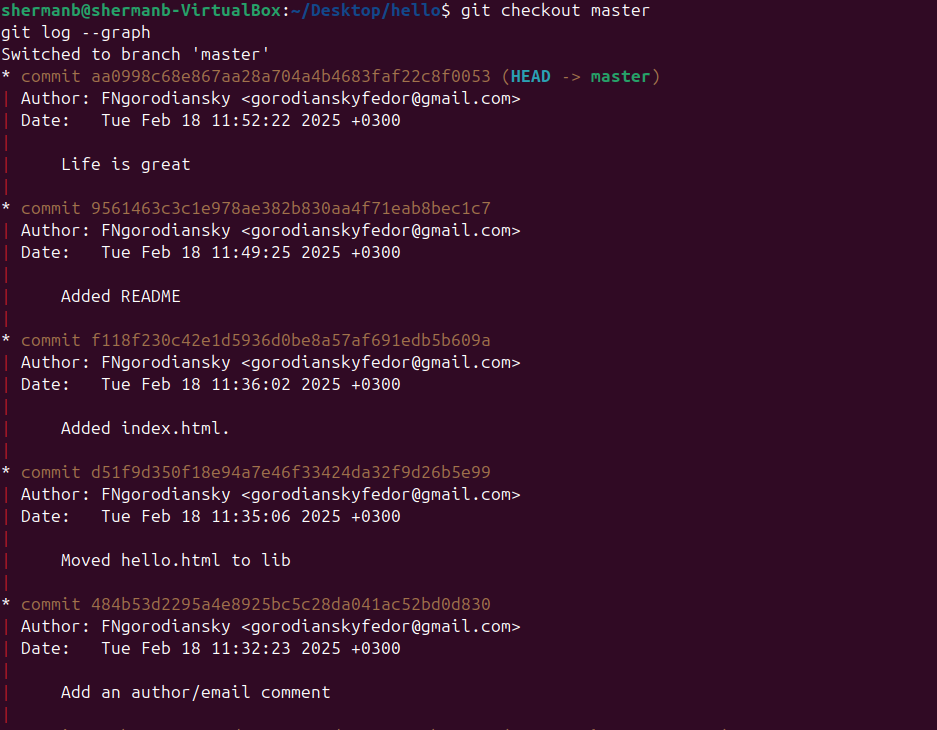 shermanb@shermanb-VirtualBox:~/Desktop/hello$ git checkout master
git log --graph
Switched to branch 'master'
* commit aa0998c68e867aa28a704a4b4683faf22c8f0053 (HEAD -> master)
| Author: FNgorodiansky <gorodianskyfedor@gmail.com>
| Date:   Tue Feb 18 11:52:22 2025 +0300
|
|     Life is great
|
* commit 9561463c3c1e978ae382b830aa4f71eab8bec1c7
| Author: FNgorodiansky <gorodianskyfedor@gmail.com>
| Date:   Tue Feb 18 11:49:25 2025 +0300
|
|     Added README
|
* commit f118f230c42e1d5936d0be8a57af691edb5b609a
| Author: FNgorodiansky <gorodianskyfedor@gmail.com>
| Date:   Tue Feb 18 11:36:02 2025 +0300
|
|     Added index.html.
|
* commit d51f9d350f18e94a7e46f33424da32f9d26b5e99
| Author: FNgorodiansky <gorodianskyfedor@gmail.com>
| Date:   Tue Feb 18 11:35:06 2025 +0300
|
|     Moved hello.html to lib
|
* commit 484b53d2295a4e8925bc5c28da041ac52bd0d830
| Author: FNgorodiansky <gorodianskyfedor@gmail.com>
| Date:   Tue Feb 18 11:32:23 2025 +0300
|
|     Add an author/email comment
|